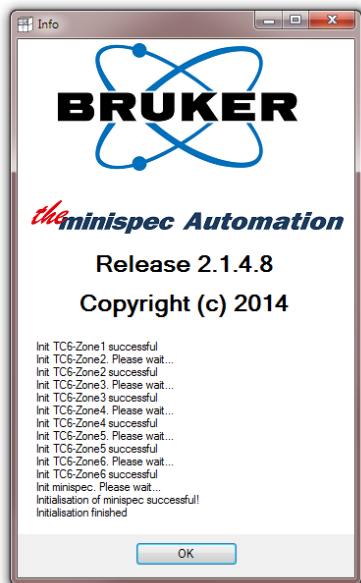 Info
BRUKER
the minispec Automation
Release 2.1.4.8
Copyright (c) 2014
Init TC6-Zone1 successful
Init TC6-Zone2. Please wait...
Init TC6-Zone2 successful
Init TC6-Zone3. Please wait...
Init TC6-Zone3 successful
Init TC6-Zone4. Please wait...
Init TC6-Zone4 successful
Init TC6-Zone5. Please wait...
Init TC6-Zone5 successful
Init TC6-Zone6. Please wait...
Init TC6-Zone6 successful
Init minispec. Please wait...
Initialisation of minispec successful!
Initialisation finished
OK